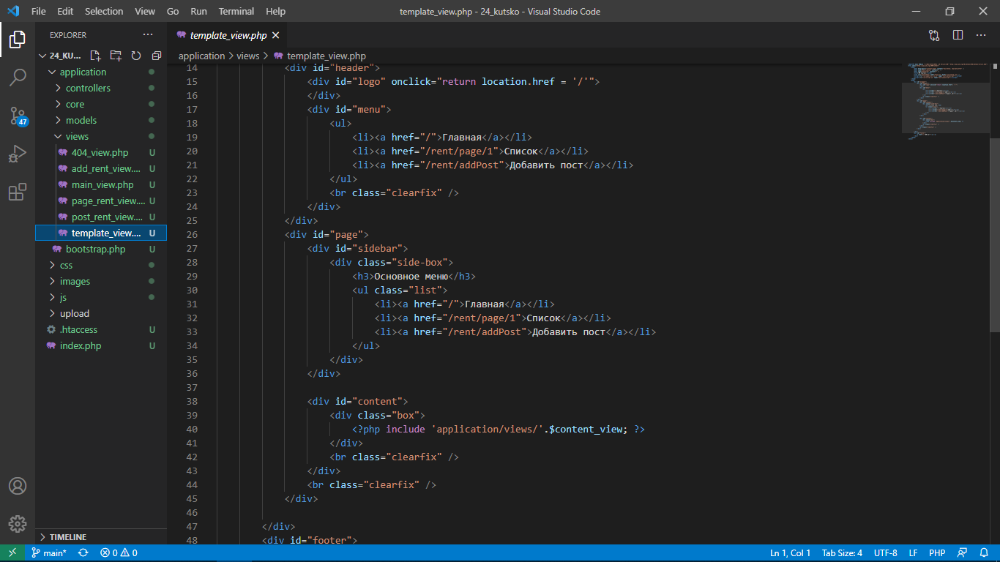 File Edit Selection View Go Run Terminal Help template_view.php - 24_kutsko - Visual Studio Code
EXPLORER
24_KU...
application
controllers
core
models
views
404_view.php U
add_rent_view.... U
main_view.php U
page_rent_view.... U
post_rent_view.... U
template_view.... U
bootstrap.php U
css
images
js
upload
.htaccess U
index.php U
TIMELINE
47
template_view.php
application > views > template_view.php
14 <div id="header">
15 <div id="logo" onclick="return location.href = '/'">
16 </div>
17 <div id="menu">
18 <ul>
19 <li><a href="/">Главная</a></li>
20 <li><a href="/rent/page/1">Список</a></li>
21 <li><a href="/rent/addPost">Добавить пост</a></li>
22 </ul>
23 <br class="clearfix" />
24 </div>
25 </div>
26 <div id="page">
27 <div id="sidebar">
28 <div class="side-box">
29 <h3>Основное меню</h3>
30 <ul class="list">
31 <li><a href="/">Главная</a></li>
32 <li><a href="/rent/page/1">Список</a></li>
33 <li><a href="/rent/addPost">Добавить пост</a></li>
34 </ul>
35 </div>
36 </div>
37
38 <div id="content">
39 <div class="box">
40 <?php include 'application/views/'.$content_view; ?>
41 </div>
42 <br class="clearfix" />
43 </div>
44 <br class="clearfix" />
45 </div>
46
47 </div>
48 <div id="footer">
main* 0 0 Ln 1, Col 1 Tab Size: 4 UTF-8 LF PHP